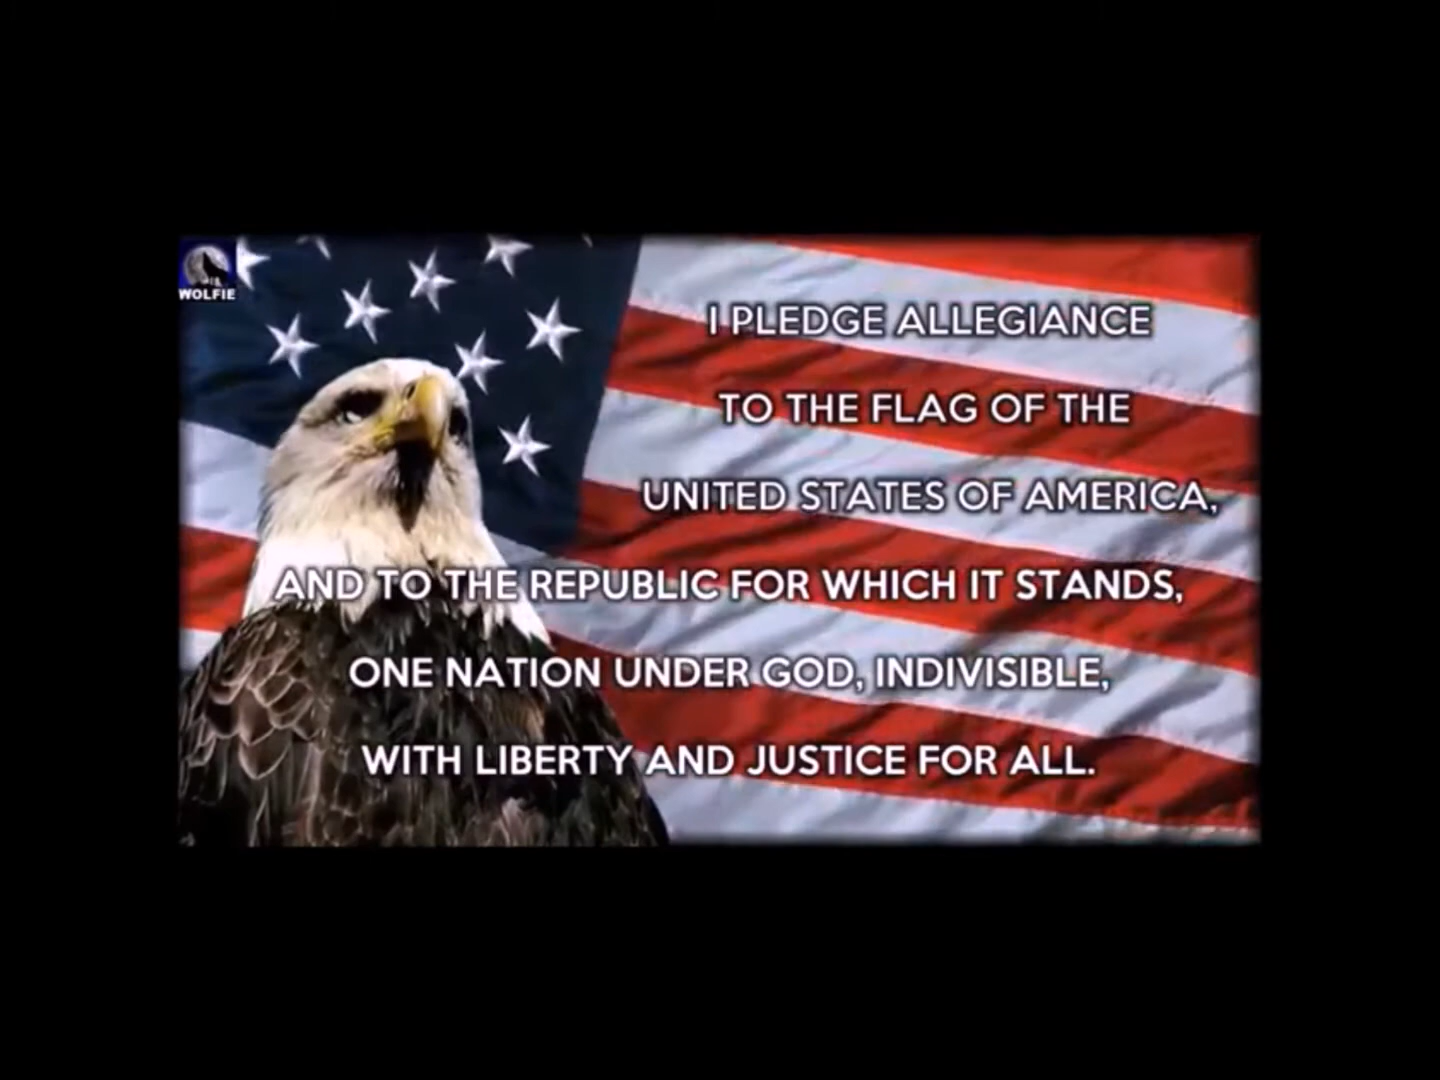 WOLFIE
I PLEDGE ALLEGIANCE
TO THE FLAG OF THE
UNITED STATES OF AMERICA,
AND TO THE REPUBLIC FOR WHICH IT STANDS,
ONE NATION UNDER GOD, INDIVISIBLE,
WITH LIBERTY AND JUSTICE FOR ALL.